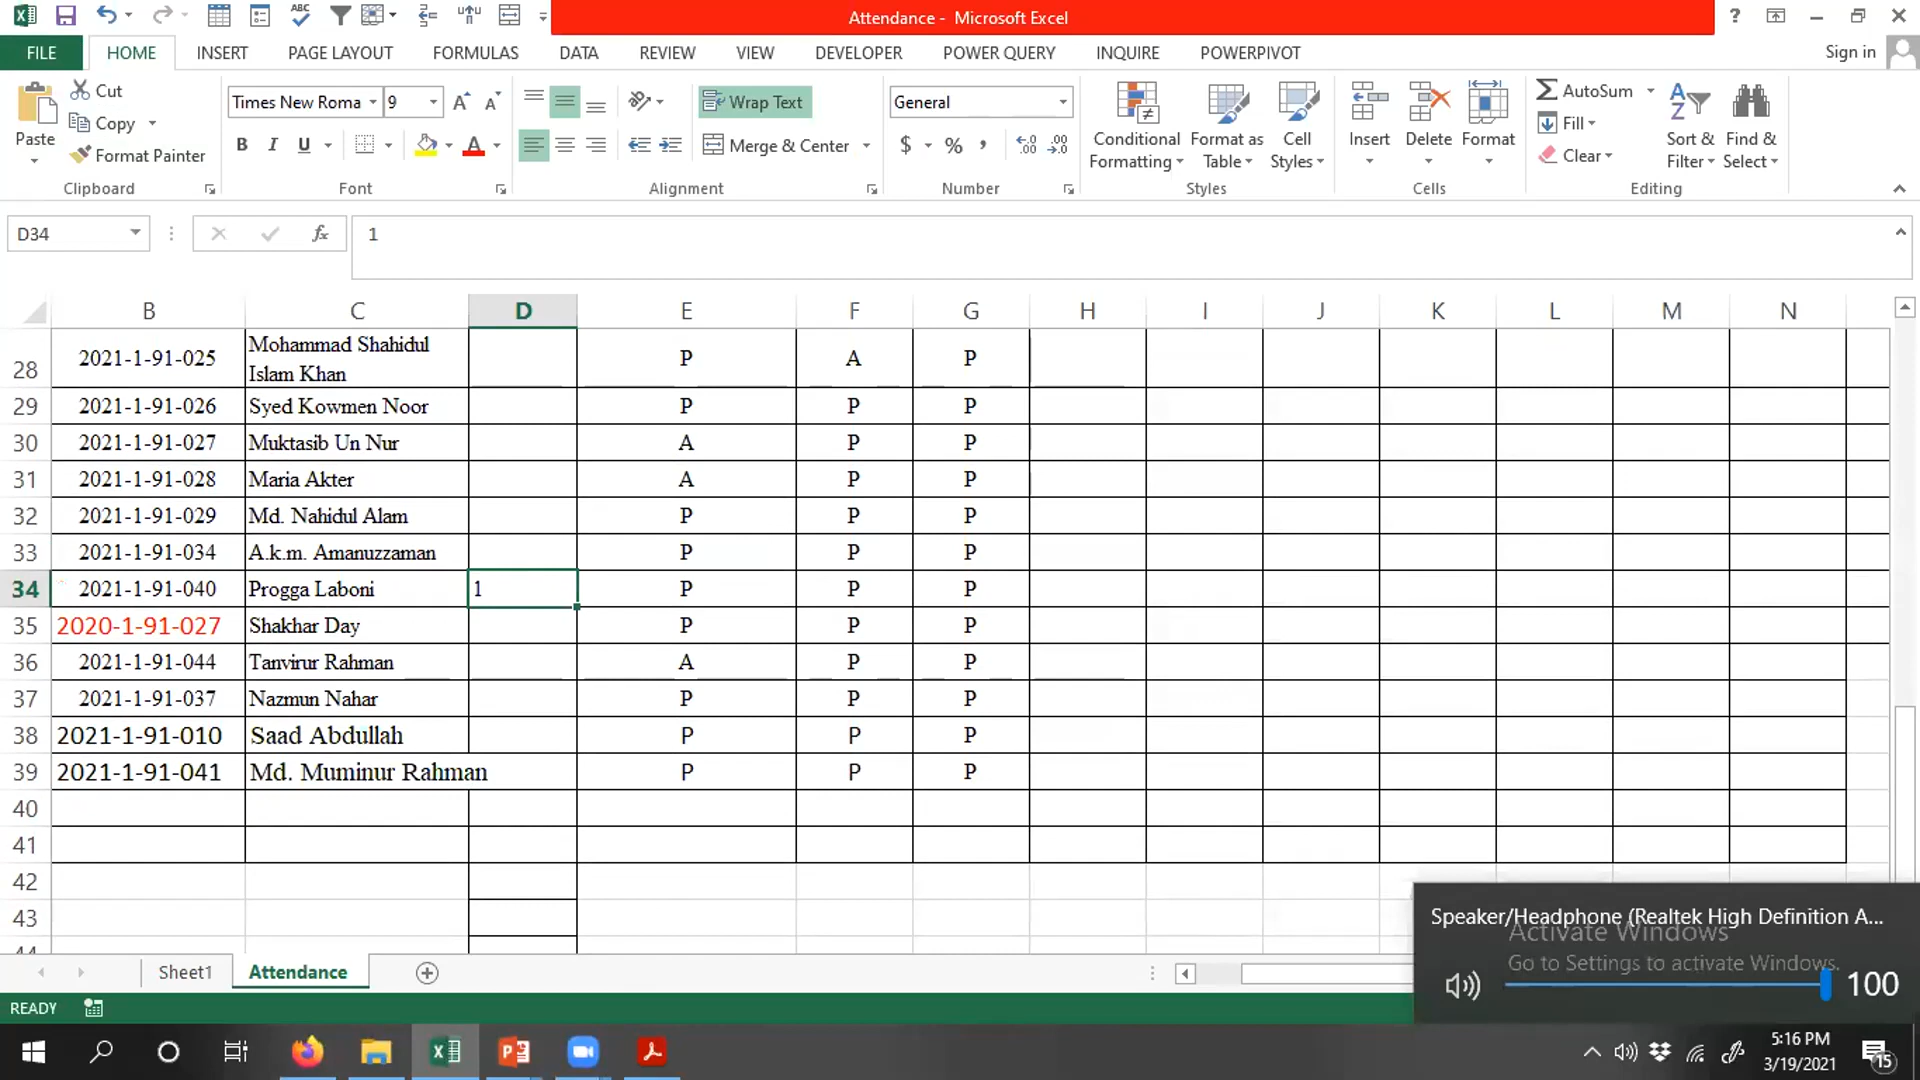 Attendance - Microsoft Excel
?
FILE HOME INSERT PAGE LAYOUT FORMULAS DATA REVIEW VIEW DEVELOPER POWER QUERY INQUIRE POWERPIVOT Sign in
Paste
Cut
Copy
Format Painter
Clipboard
Times New Roma 9
B I U A
Font
Wrap Text
Merge & Center
Alignment
General
$ % ,
Number
Conditional Formatting
Format as Table
Cell Styles
Styles
Insert Delete Format
Cells
AutoSum
Fill
Clear
Sort & Filter
Find & Select
Editing
D34 fx 1
B C D E F G H I J K L M N
28 2021-1-91-025 Mohammad Shahidul Islam Khan P A P
29 2021-1-91-026 Syed Kowmen Noor P P P
30 2021-1-91-027 Muktasib Un Nur A P P
31 2021-1-91-028 Maria Akter A P P
32 2021-1-91-029 Md. Nahidul Alam P P P
33 2021-1-91-034 A.k.m. Amanuzzaman P P P
34 2021-1-91-040 Progga Laboni 1 P P P
35 2020-1-91-027 Shakhar Day P P P
36 2021-1-91-044 Tanvirur Rahman A P P
37 2021-1-91-037 Nazmun Nahar P P P
38 2021-1-91-010 Saad Abdullah P P P
39 2021-1-91-041 Md. Muminur Rahman P P P
40
41
42
43
44
Speaker/Headphone (Realtek High Definition A...
Activate Windows
Go to Settings to activate Windows.
100
Sheet1 Attendance
READY
5:16 PM
3/19/2021
15